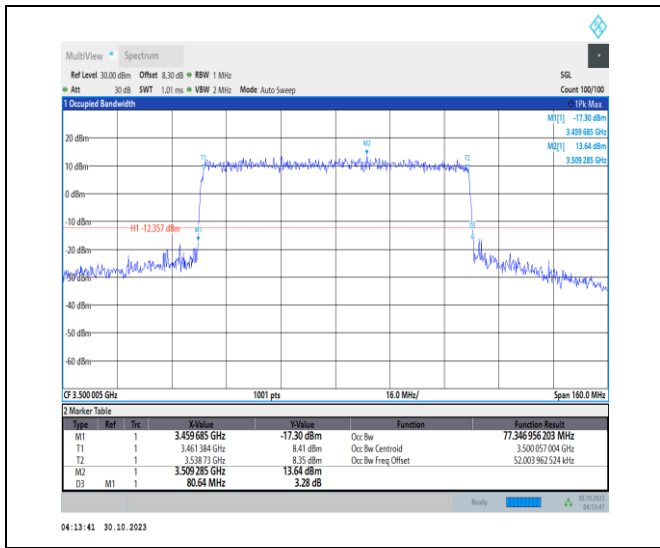 MultiView Spectrum
Ref Level 30.00 dBm Offset 8.30 dB RBW 1 MHz SGL
Att 30 dB SWT 1.01 ms VBW 2 MHz Mode Auto Sweep Count 100/100
1 Occupied Bandwidth 1Pk Max
M1[1] -17.30 dBm
3.459 685 GHz
M2[1] 13.64 dBm
3.509 285 GHz
20 dBm
M2
T1 T2
10 dBm
0 dBm
-10 dBm
H1 -12.357 dBm M1 D3
-20 dBm
-30 dBm
-40 dBm
-50 dBm
-60 dBm
CF 3.500 005 GHz 1001 pts 16.0 MHz/ Span 160.0 MHz
2 Marker Table
Type Ref Trc X-Value Y-Value Function Function Result
M1 1 3.459 685 GHz -17.30 dBm Occ Bw 77.346 956 203 MHz
T1 1 3.461 384 GHz 8.41 dBm Occ Bw Centroid 3.500 057 004 GHz
T2 1 3.538 73 GHz 8.35 dBm Occ Bw Freq Offset 52.003 962 524 kHz
M2 1 3.509 285 GHz 13.64 dBm
D3 M1 1 80.64 MHz 3.28 dB
Ready 30.10.2023
04:13:41
04:13:41 30.10.2023